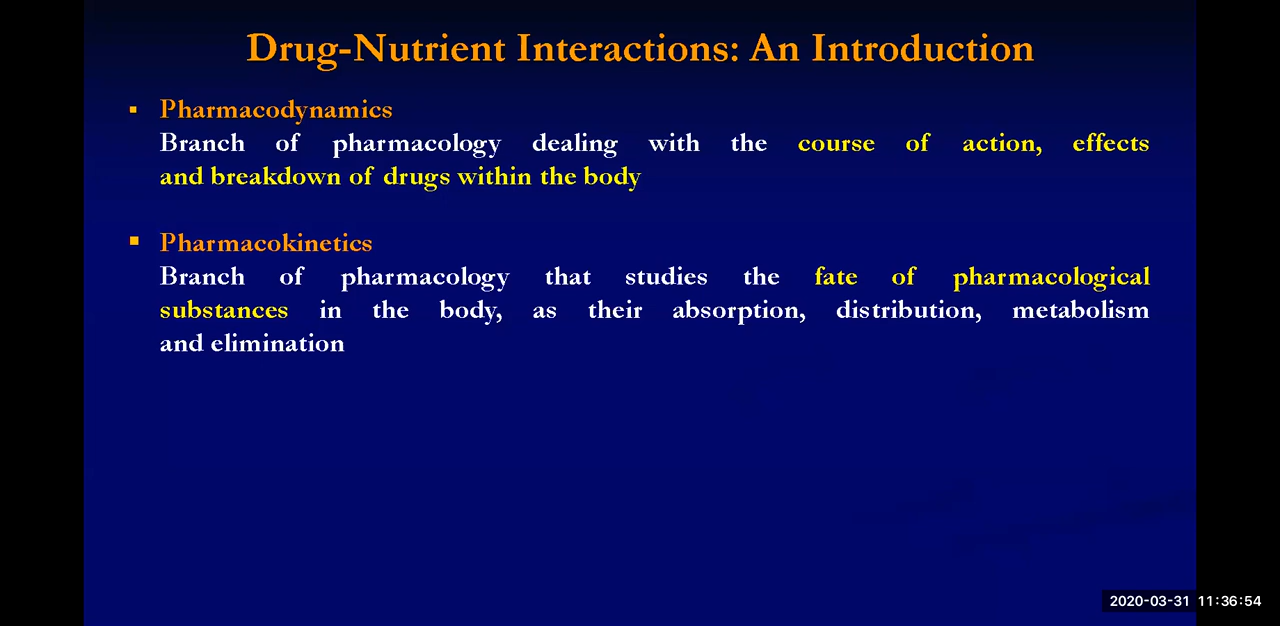 Drug-Nutrient Interactions: An Introduction
▪ Pharmacodynamics
Branch of pharmacology dealing with the course of action, effects
and breakdown of drugs within the body
▪ Pharmacokinetics
Branch of pharmacology that studies the fate of pharmacological
substances in the body, as their absorption, distribution, metabolism
and elimination
2020-03-31 11:36:54